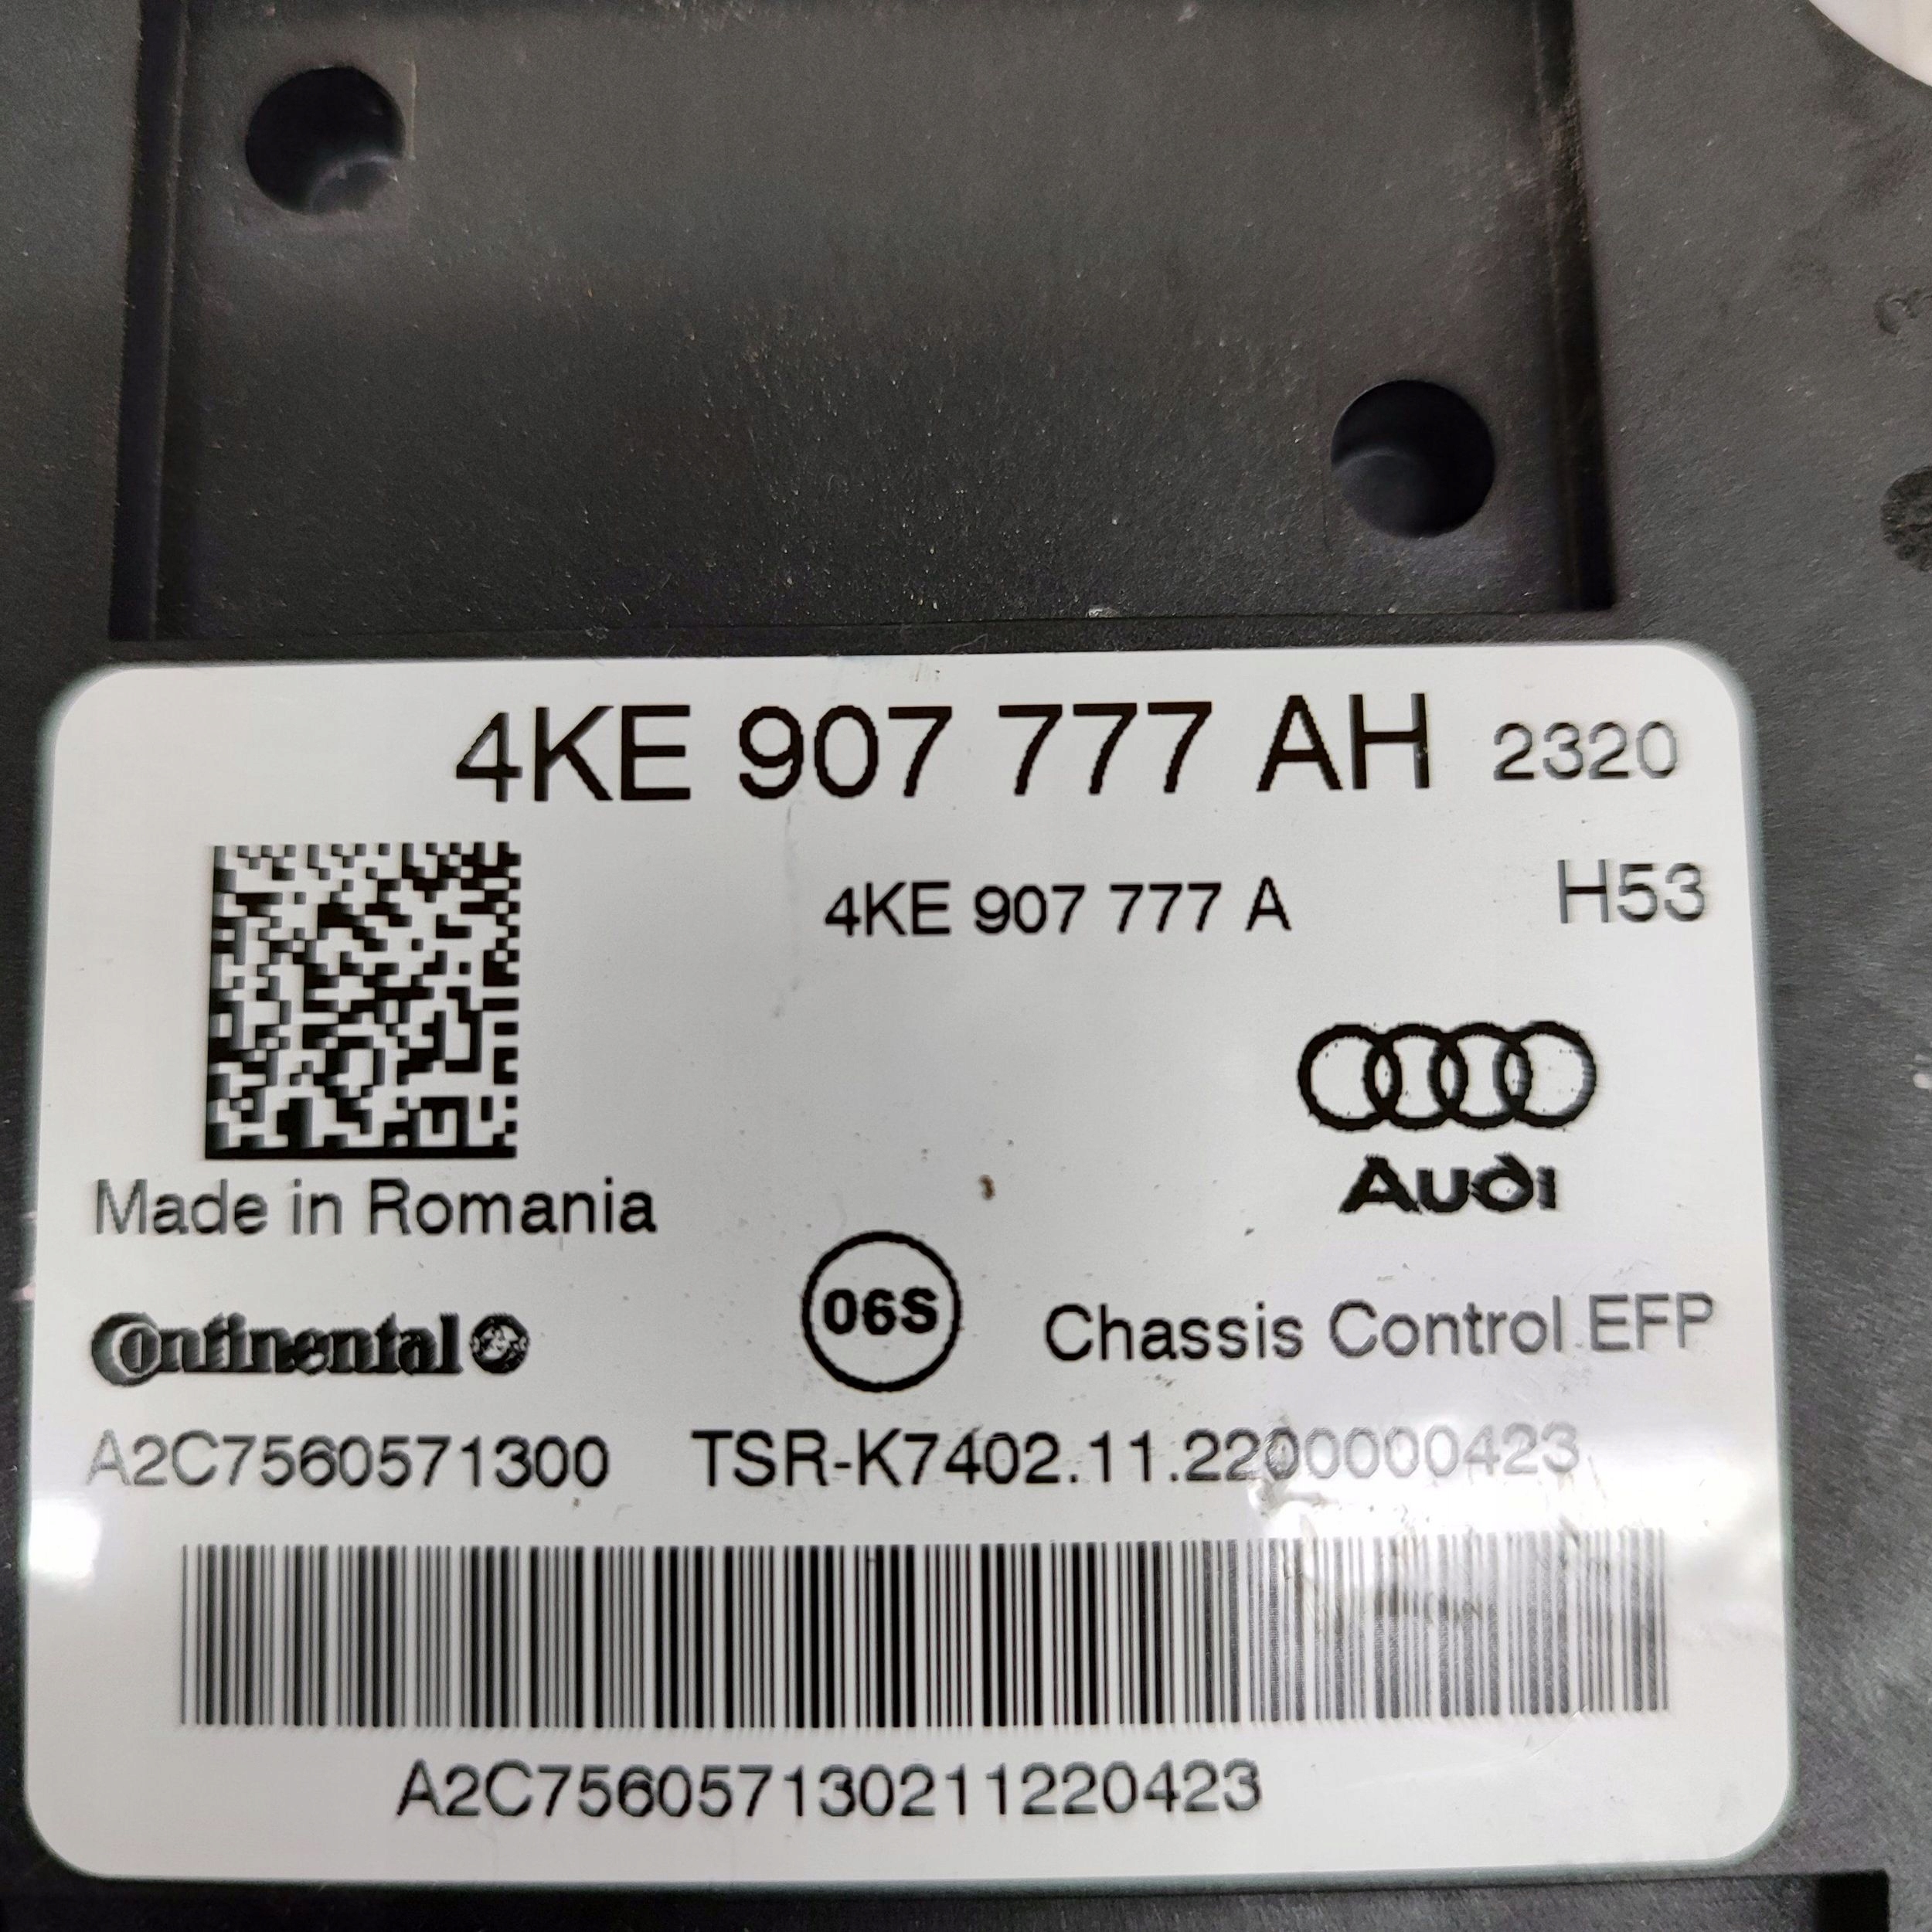 4KE 907 777 AH 2320
4KE 907 777 A H53
Audi
Made in Romania
06S
Continental
Chassis Control EFP
A2C7560571300 TSR-K7402.11.2200000423
A2C756057130211220423